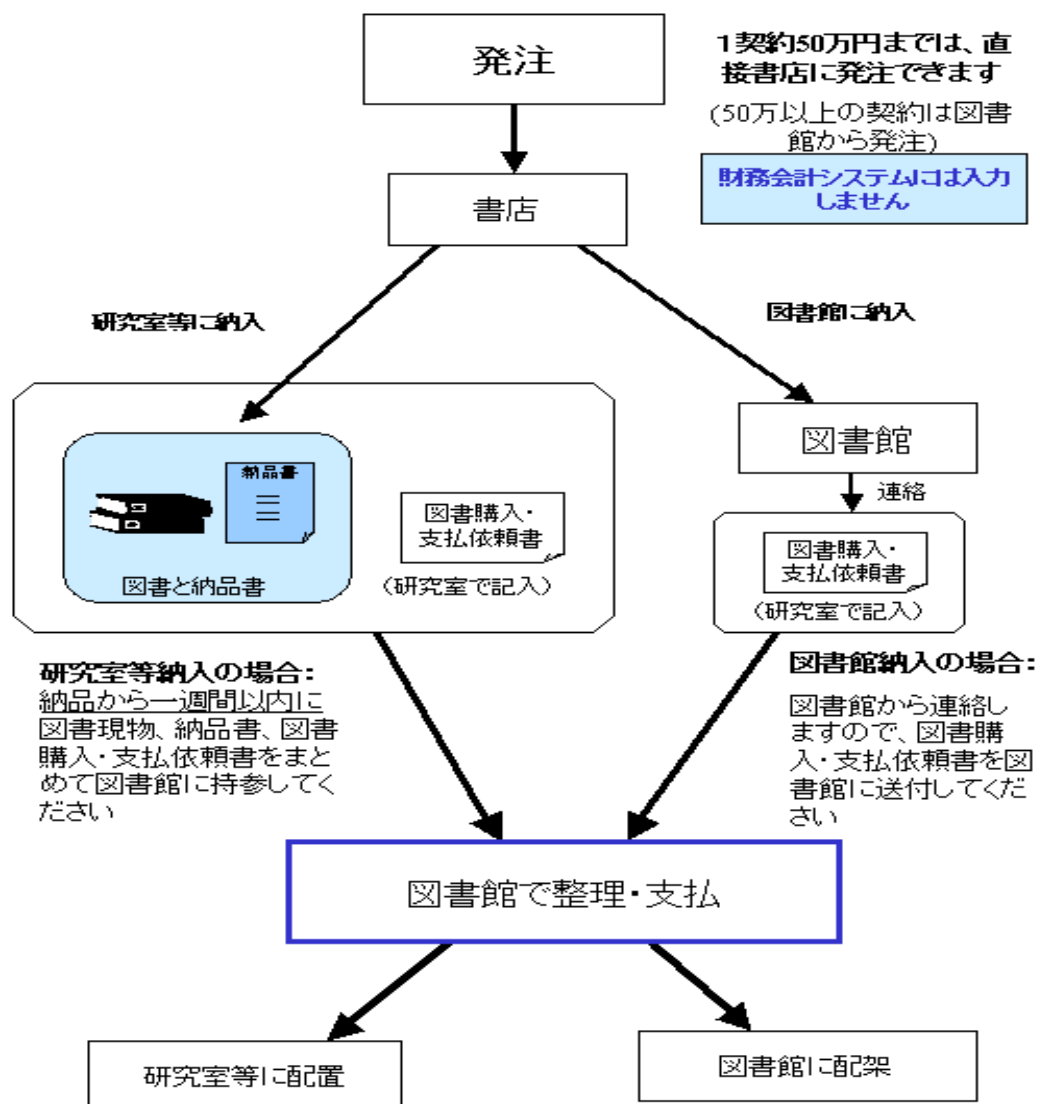 発注
1契約50万円までは、直
接書店に発注できます
(50万以上の契約は図書
館から発注)
財務会計システムには入力
しません
書店
研究室等に納入
図書館に納入
図書館
連絡
納品書
図書購入・
支払依頼書
図書と納品書
(研究室で記入)
図書購入・
支払依頼書
(研究室で記入)
研究室等納入の場合:
納品から一週間以内に
図書現物、納品書、図書
購入・支払依頼書をまと
めて図書館に持参してく
ださい
図書館納入の場合:
図書館から連絡し
ますので、図書購
入・支払依頼書を図
書館に送付してくだ
さい
図書館で整理・支払
研究室等に配置
図書館に配架